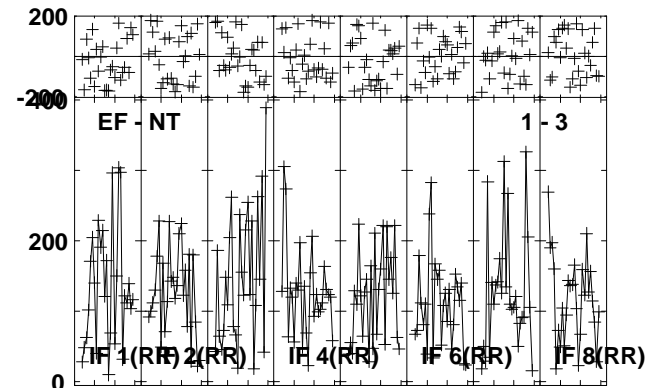 200
-200
400
EF - NT 1 - 3
200
IF 1(RR) IF 2(RR) IF 4(RR) IF 6(RR) IF 8(RR)
0